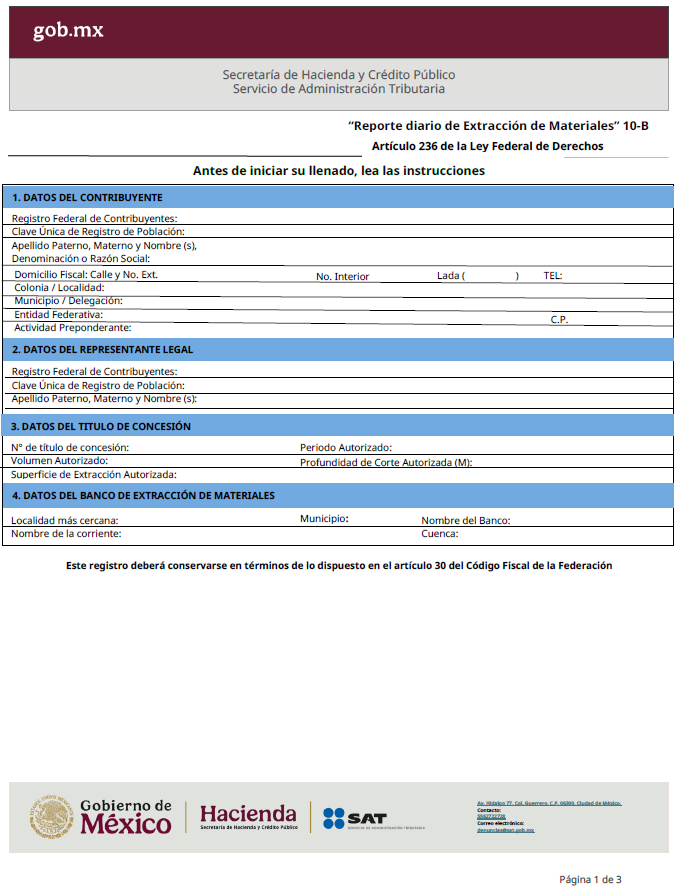 gob.mx
Secretaría de Hacienda y Crédito Público
Servicio de Administración Tributaria
“Reporte diario de Extracción de Materiales” 10-B
Artículo 236 de la Ley Federal de Derechos
Antes de iniciar su llenado, lea las instrucciones
1. DATOS DEL CONTRIBUYENTE
Registro Federal de Contribuyentes:
Clave Única de Registro de Población:
Apellido Paterno, Materno y Nombre (s),
Denominación o Razón Social:
Domicilio Fiscal: Calle y No. Ext. No. Interior Lada ( ) TEL:
Colonia / Localidad:
Municipio / Delegación:
Entidad Federativa: C.P.
Actividad Preponderante:
2. DATOS DEL REPRESENTANTE LEGAL
Registro Federal de Contribuyentes:
Clave Única de Registro de Población:
Apellido Paterno, Materno y Nombre (s):
3. DATOS DEL TITULO DE CONCESIÓN
N° de título de concesión: Periodo Autorizado:
Volumen Autorizado: Profundidad de Corte Autorizada (M):
Superficie de Extracción Autorizada:
4. DATOS DEL BANCO DE EXTRACCIÓN DE MATERIALES
Localidad más cercana: Municipio: Nombre del Banco:
Nombre de la corriente: Cuenca:
Este registro deberá conservarse en términos de lo dispuesto en el artículo 30 del Código Fiscal de la Federación
Gobierno de
México
Hacienda
Secretaría de Hacienda y Crédito Público
SAT
SERVICIO DE ADMINISTRACIÓN TRIBUTARIA
Av. Hidalgo 77, Col. Guerrero, C.P. 06300, Ciudad de México.
Contacto:
Correo electrónico:
denuncias@sat.gob.mx
Página 1 de 3